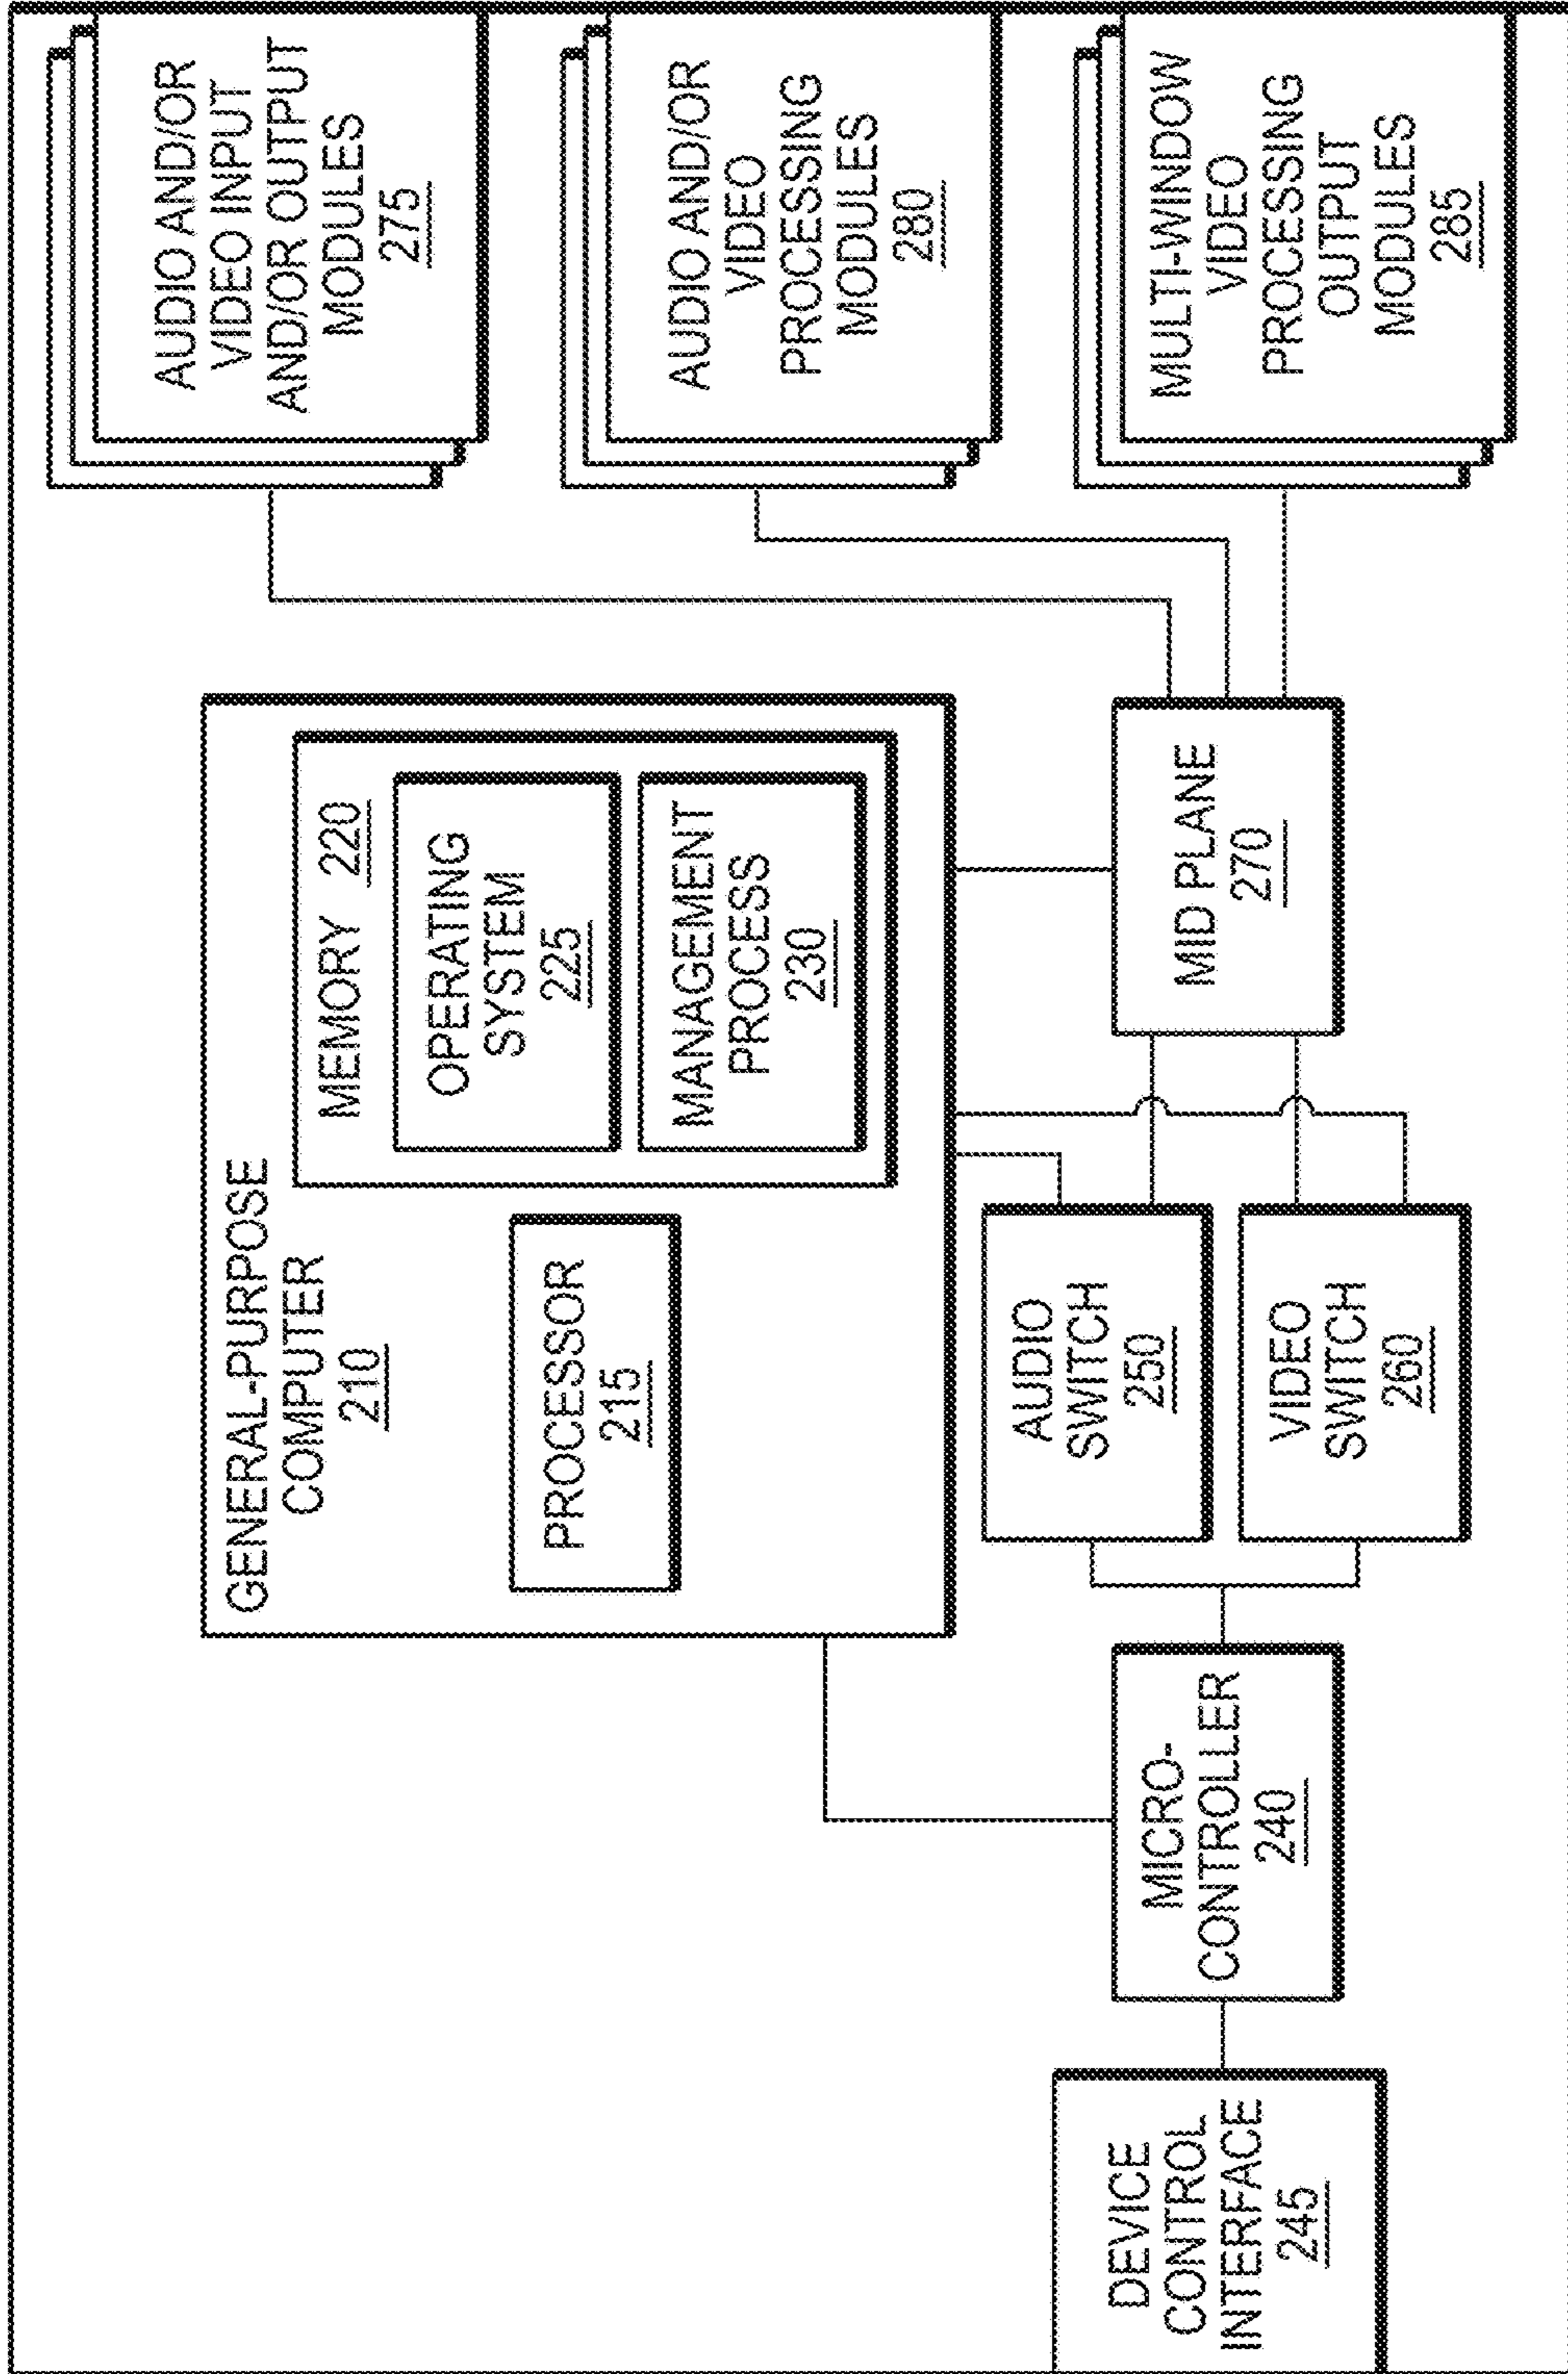 GENERAL-PURPOSE
COMPUTER
210
PROCESSOR
215
MEMORY 220
OPERATING
SYSTEM
225
MANAGEMENT
PROCESS
230
DEVICE
CONTROL
INTERFACE
245
MICRO-
CONTROLLER
240
AUDIO
SWITCH
250
VIDEO
SWITCH
260
MID PLANE
270
AUDIO AND/OR
VIDEO INPUT
AND/OR OUTPUT
MODULES
275
AUDIO AND/OR
VIDEO
PROCESSING
MODULES
280
MULTI-WINDOW
VIDEO
PROCESSING
OUTPUT
MODULES
285